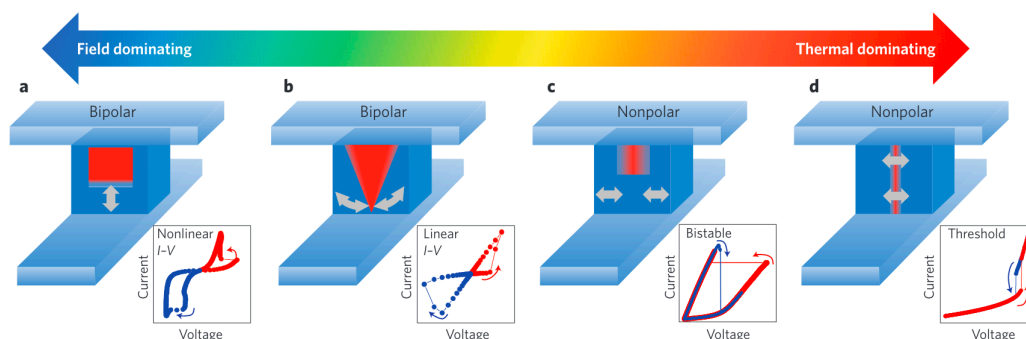 Field dominating
Thermal dominating
a
b
c
d
Bipolar
Bipolar
Nonpolar
Nonpolar
Nonlinear
I–V
Current
Voltage
Linear
I–V
Current
Voltage
Bistable
Current
Voltage
Threshold
Current
Voltage